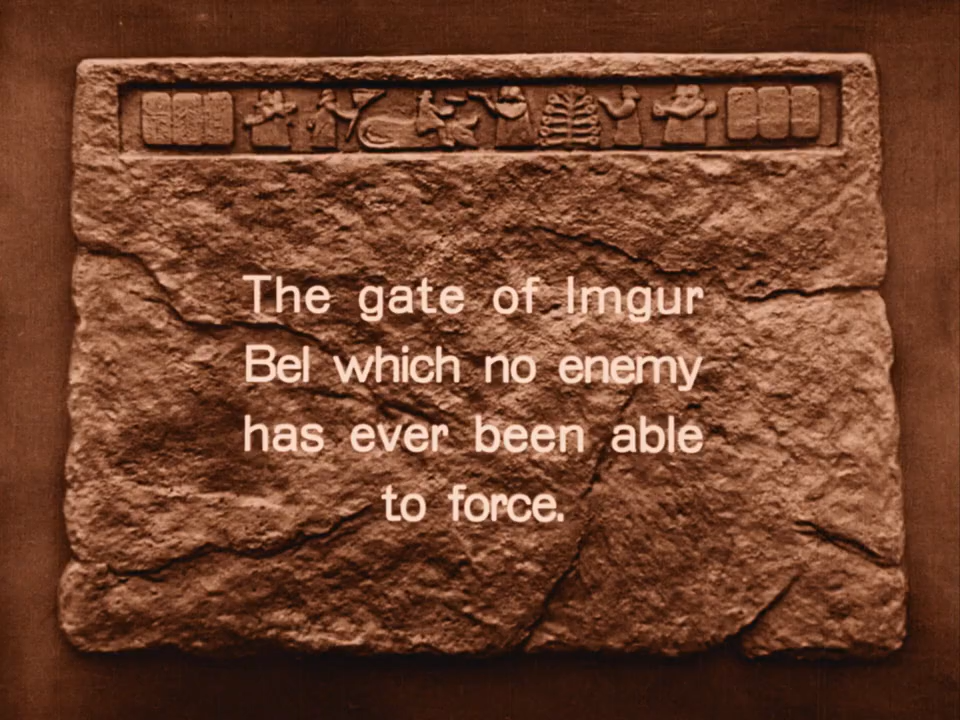 The gate of Imgur
Bel which no enemy
has ever been able
to force.